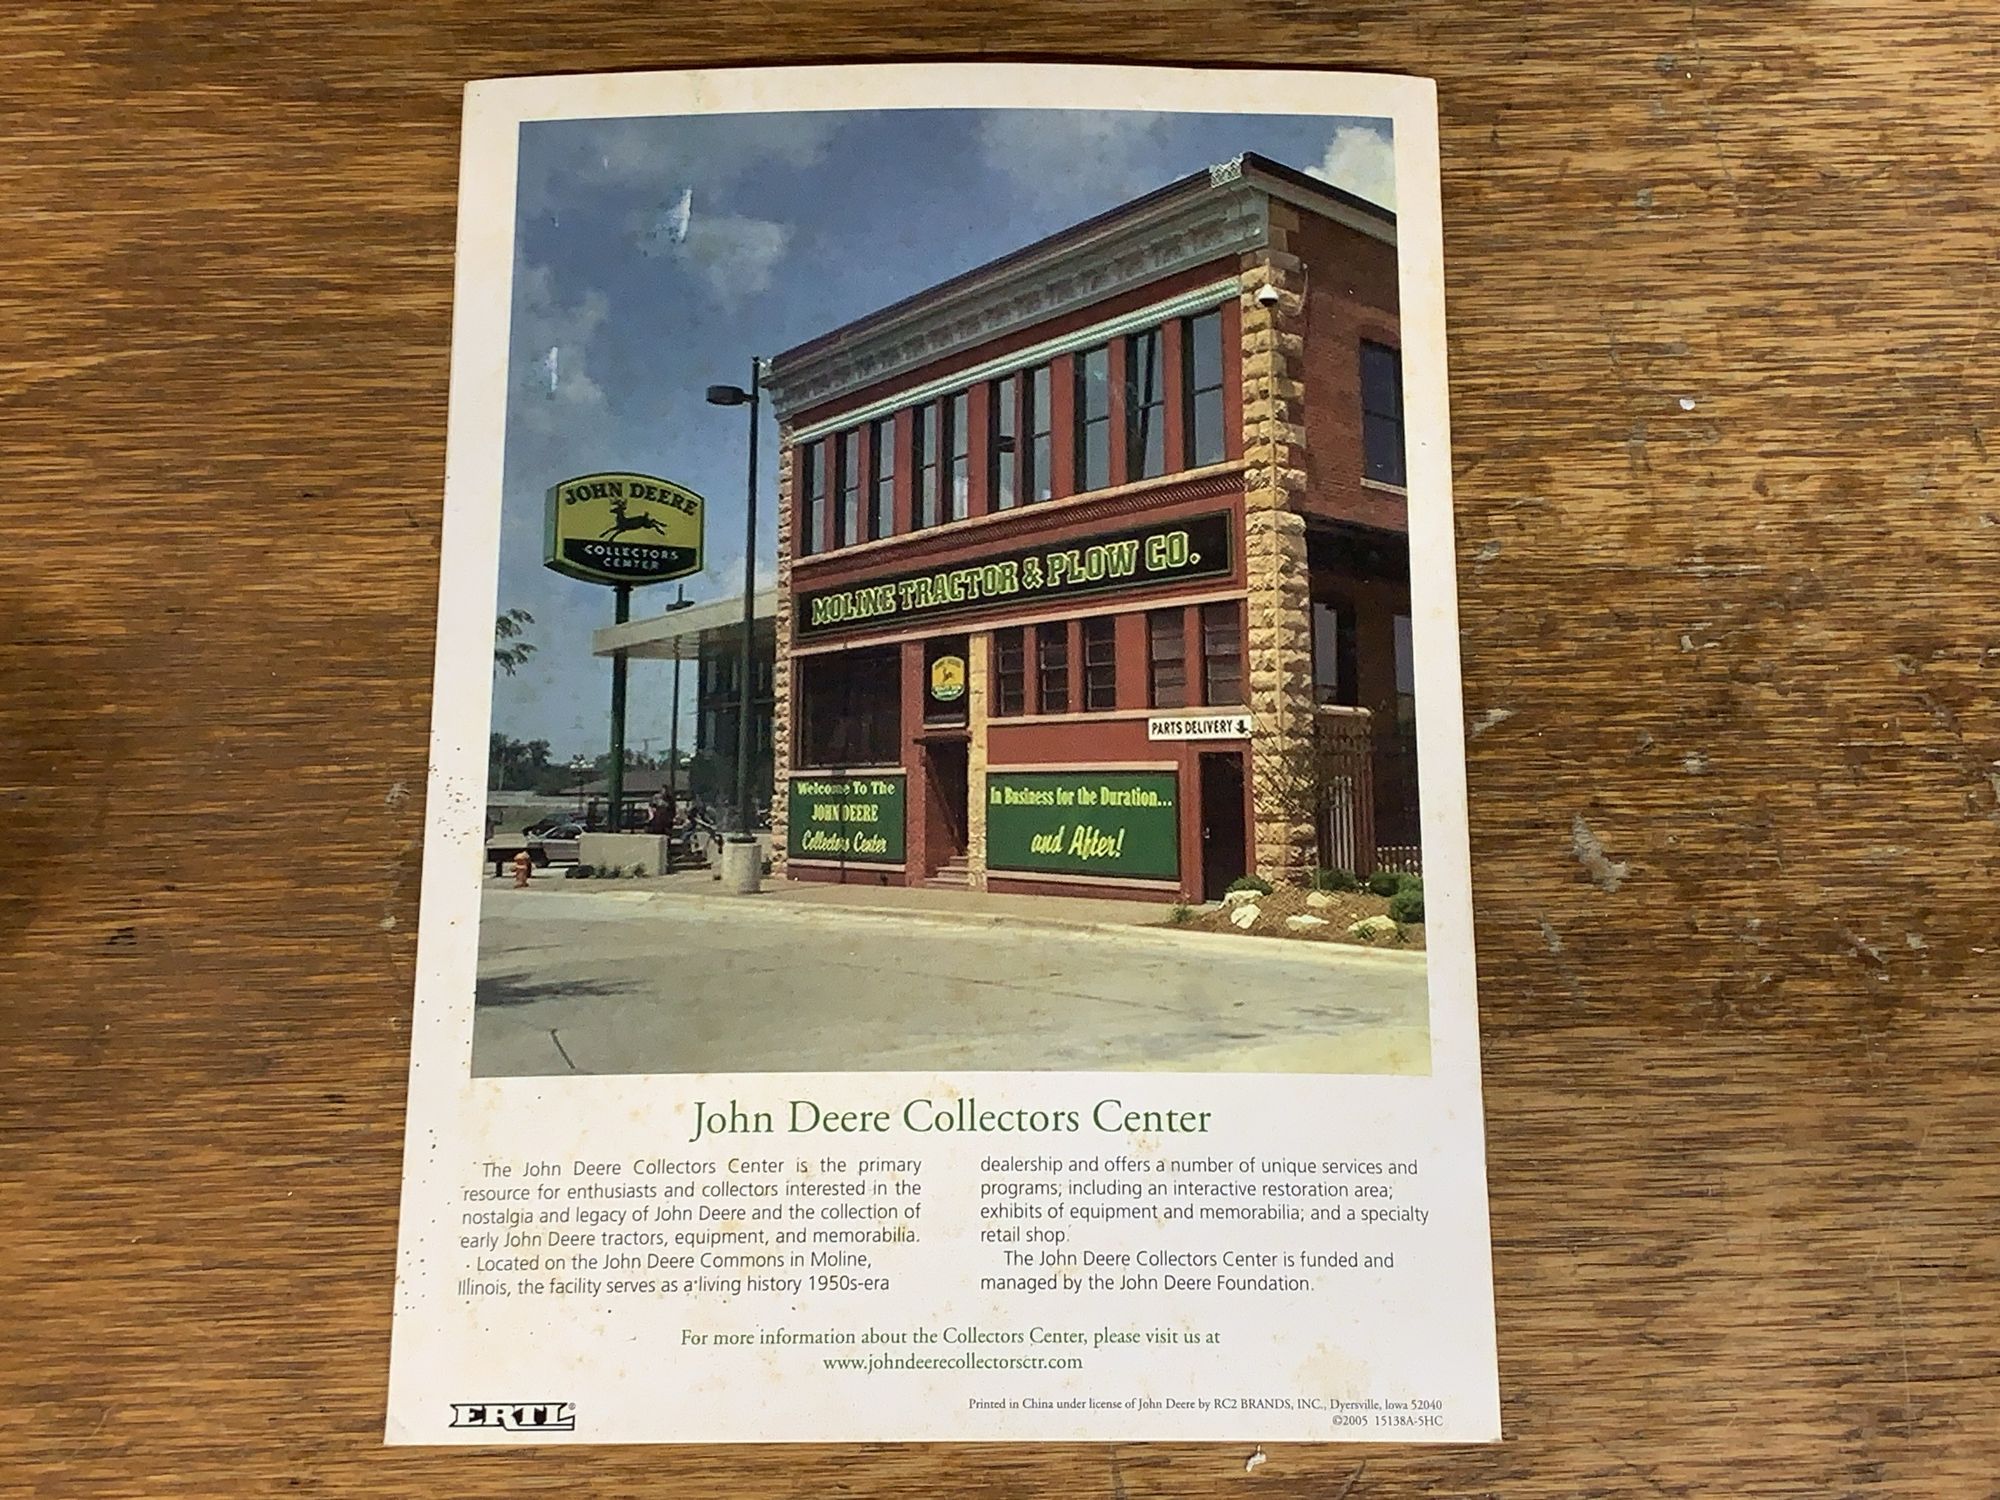 JOHN DEERE
COLLECTORS
CENTER
MOLINE TRACTOR & PLOW CO.
PARTS DELIVERY
Welcome To The
JOHN DEERE
Collectors Center
In Business for the Duration...
and After!
John Deere Collectors Center
The John Deere Collectors Center is the primary
resource for enthusiasts and collectors interested in the
nostalgia and legacy of John Deere and the collection of
early John Deere tractors, equipment, and memorabilia.
Located on the John Deere Commons in Moline,
Illinois, the facility serves as a living history 1950s-era
dealership and offers a number of unique services and
programs; including an interactive restoration area;
exhibits of equipment and memorabilia; and a specialty
retail shop.
The John Deere Collectors Center is funded and
managed by the John Deere Foundation.
For more information about the Collectors Center, please visit us at
www.johndeerecollectorsctr.com
ERTL®
Printed in China under license of John Deere by RC2 BRANDS, INC., Dyersville, Iowa 52040
©2005 15138A-5HC